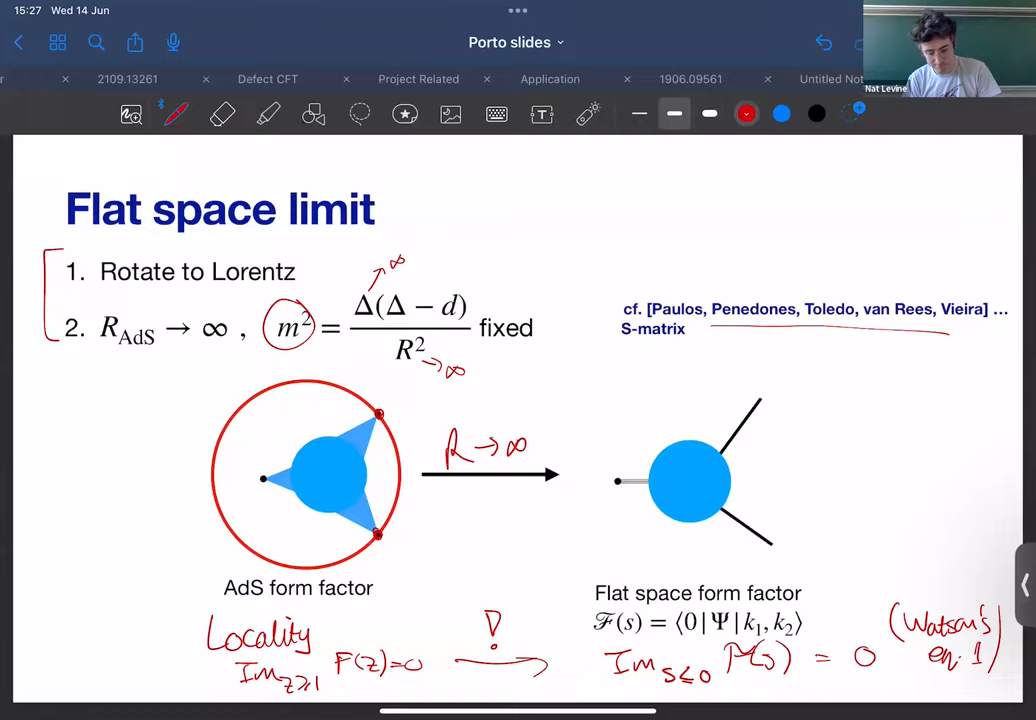 15:27 Wed 14 Jun
Porto slides
2109.13261
Defect CFT
Project Related
Application
1906.09561
Untitled Not
Nat Levine
Flat space limit
1. Rotate to Lorentz
2. R_AdS → ∞ , m² = Δ(Δ − d) / R² fixed
↗ ∞
→ ∞
cf. [Paulos, Penedones, Toledo, van Rees, Vieira] ...
S-matrix
R → ∞
AdS form factor
Flat space form factor
ℱ(s) = ⟨0|Ψ|k₁, k₂⟩
Locality
Im_{z≥1} F(z) = 0
!
Im_{s≤0} F(s) = 0
(Watson's
eq. 1)